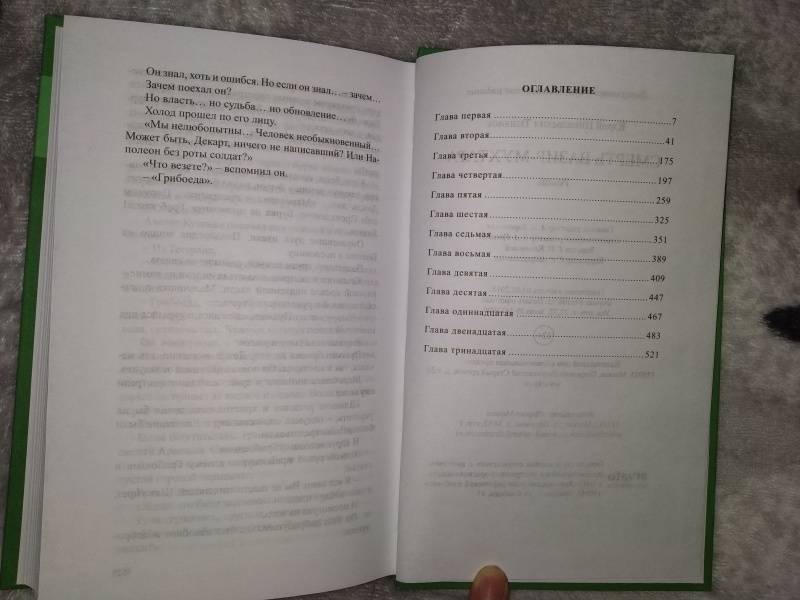 Он знал, хоть и ошибся. Но если он знал… – зачем…
Зачем поехал он?
Но власть… но судьба… но обновление…
Холод прошел по его лицу.
«Мы нелюбопытны… Человек необыкновенный…
Может быть, Декарт, ничего не написавший? Или На-
полеон без роты солдат?»
«Что везете?» – вспомнил он.
– «Грибоеда».
ОГЛАВЛЕНИЕ
Глава первая 7
Глава вторая 41
Глава третья 175
Глава четвертая 197
Глава пятая 259
Глава шестая 325
Глава седьмая 351
Глава восьмая 389
Глава девятая 409
Глава десятая 447
Глава одиннадцатая 467
Глава двенадцатая 483
Глава тринадцатая 521